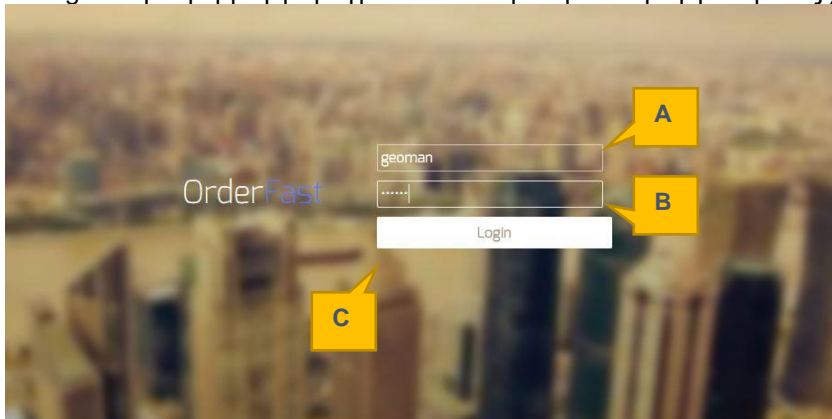 A
geoman
OrderFast
••••••
B
Login
C